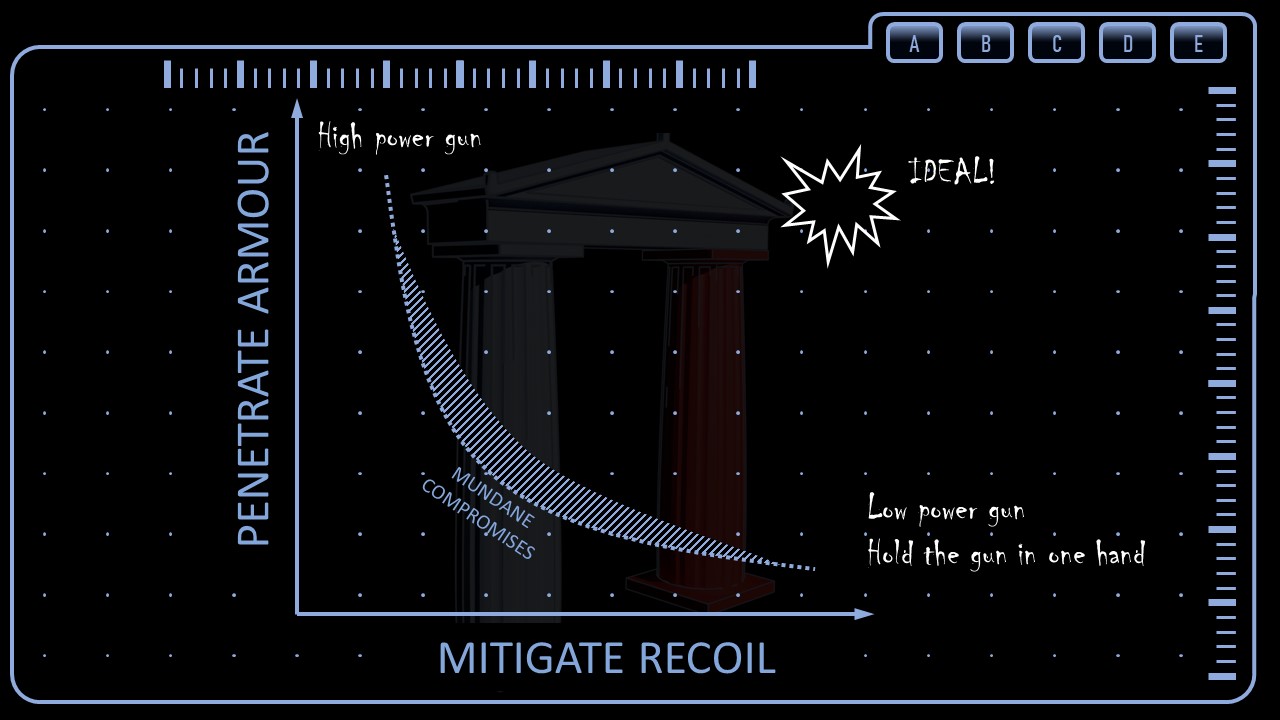 A B C D E
High power gun
IDEAL!
PENETRATE ARMOUR
MUNDANE
COMPROMISES
Low power gun
Hold the gun in one hand
MITIGATE RECOIL